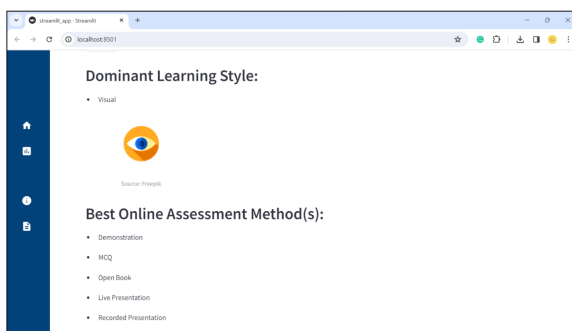 streamlit_app · Streamlit
localhost:8501
Dominant Learning Style:
Visual
Source: Freepik
Best Online Assessment Method(s):
Demonstration
MCQ
Open Book
Live Presentation
Recorded Presentation